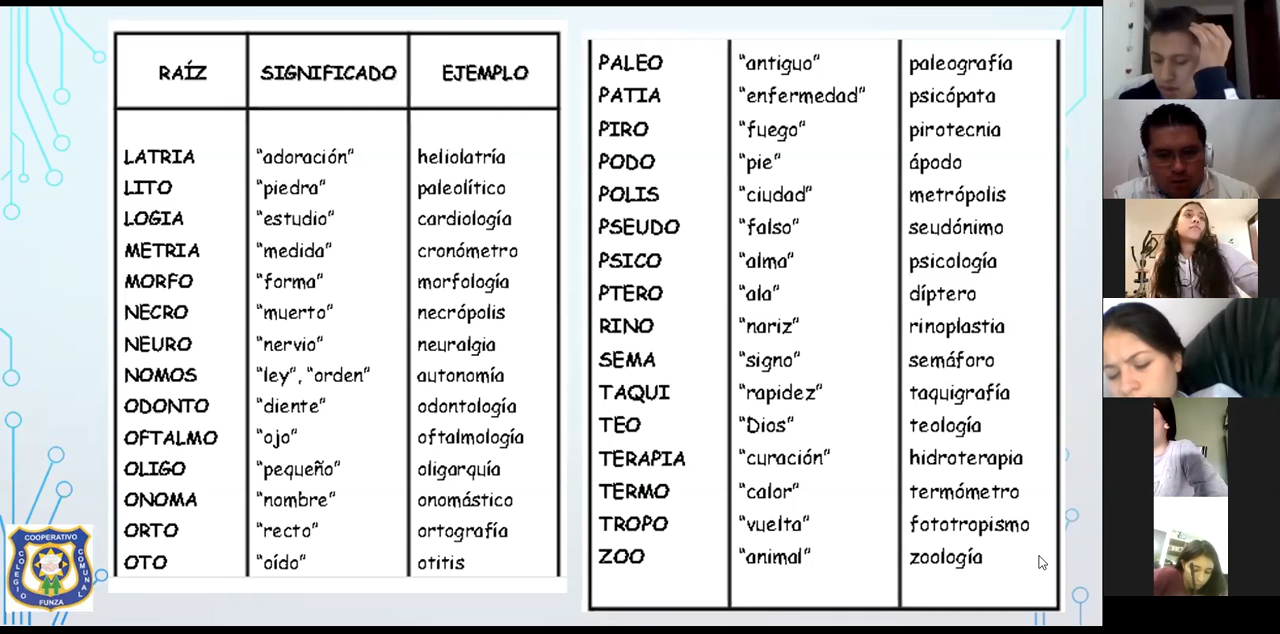 RAÍZ SIGNIFICADO EJEMPLO
LATRIA "adoración" heliolatría
LITO "piedra" paleolítico
LOGIA "estudio" cardiología
METRIA "medida" cronómetro
MORFO "forma" morfología
NECRO "muerto" necrópolis
NEURO "nervio" neuralgia
NOMOS "ley", "orden" autonomía
ODONTO "diente" odontología
OFTALMO "ojo" oftalmología
OLIGO "pequeño" oligarquía
ONOMA "nombre" onomástico
ORTO "recto" ortografía
OTO "oído" otitis
PALEO "antiguo" paleografía
PATIA "enfermedad" psicópata
PIRO "fuego" pirotecnia
PODO "pie" ápodo
POLIS "ciudad" metrópolis
PSEUDO "falso" seudónimo
PSICO "alma" psicología
PTERO "ala" díptero
RINO "nariz" rinoplastia
SEMA "signo" semáforo
TAQUI "rapidez" taquigrafía
TEO "Dios" teología
TERAPIA "curación" hidroterapia
TERMO "calor" termómetro
TROPO "vuelta" fototropismo
ZOO "animal" zoología
COOPERATIVO
COLEGIO
COMUNAL
FUNZA